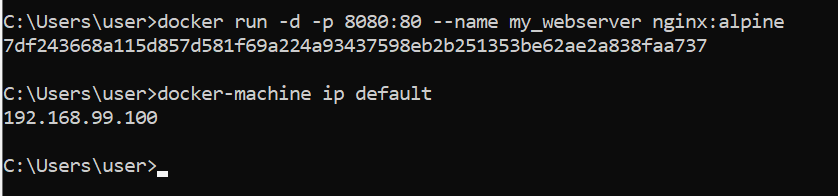 C:\Users\user>docker run -d -p 8080:80 --name my_webserver nginx:alpine
7df243668a115d857d581f69a224a93437598eb2b251353be62ae2a838faa737
C:\Users\user>docker-machine ip default
192.168.99.100
C:\Users\user>